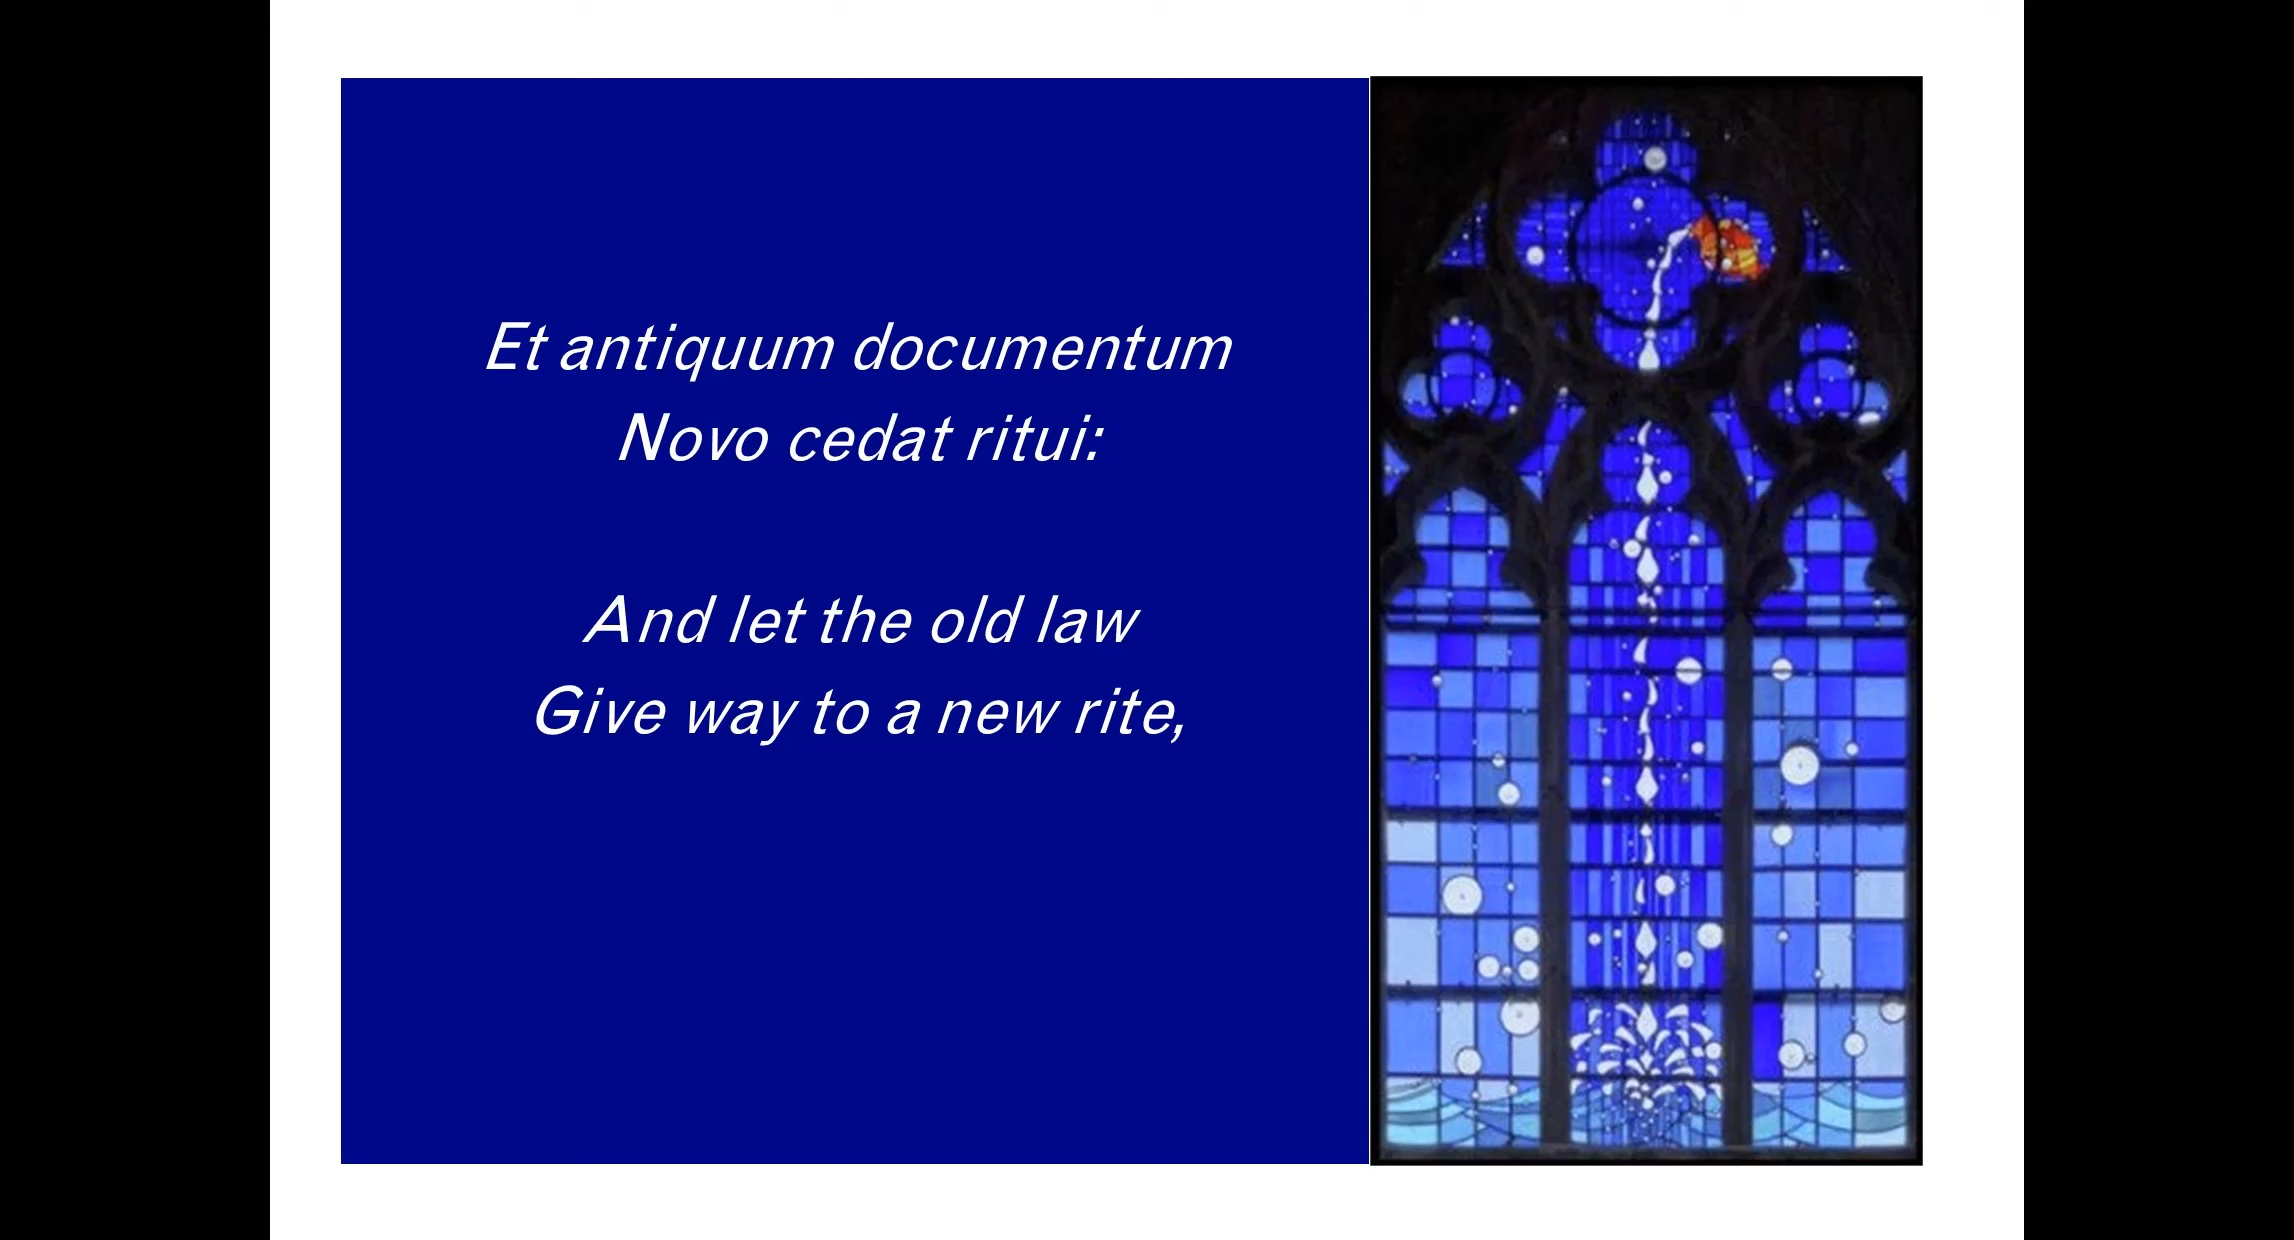 Et antiquum documentum
Novo cedat ritui:
And let the old law
Give way to a new rite,